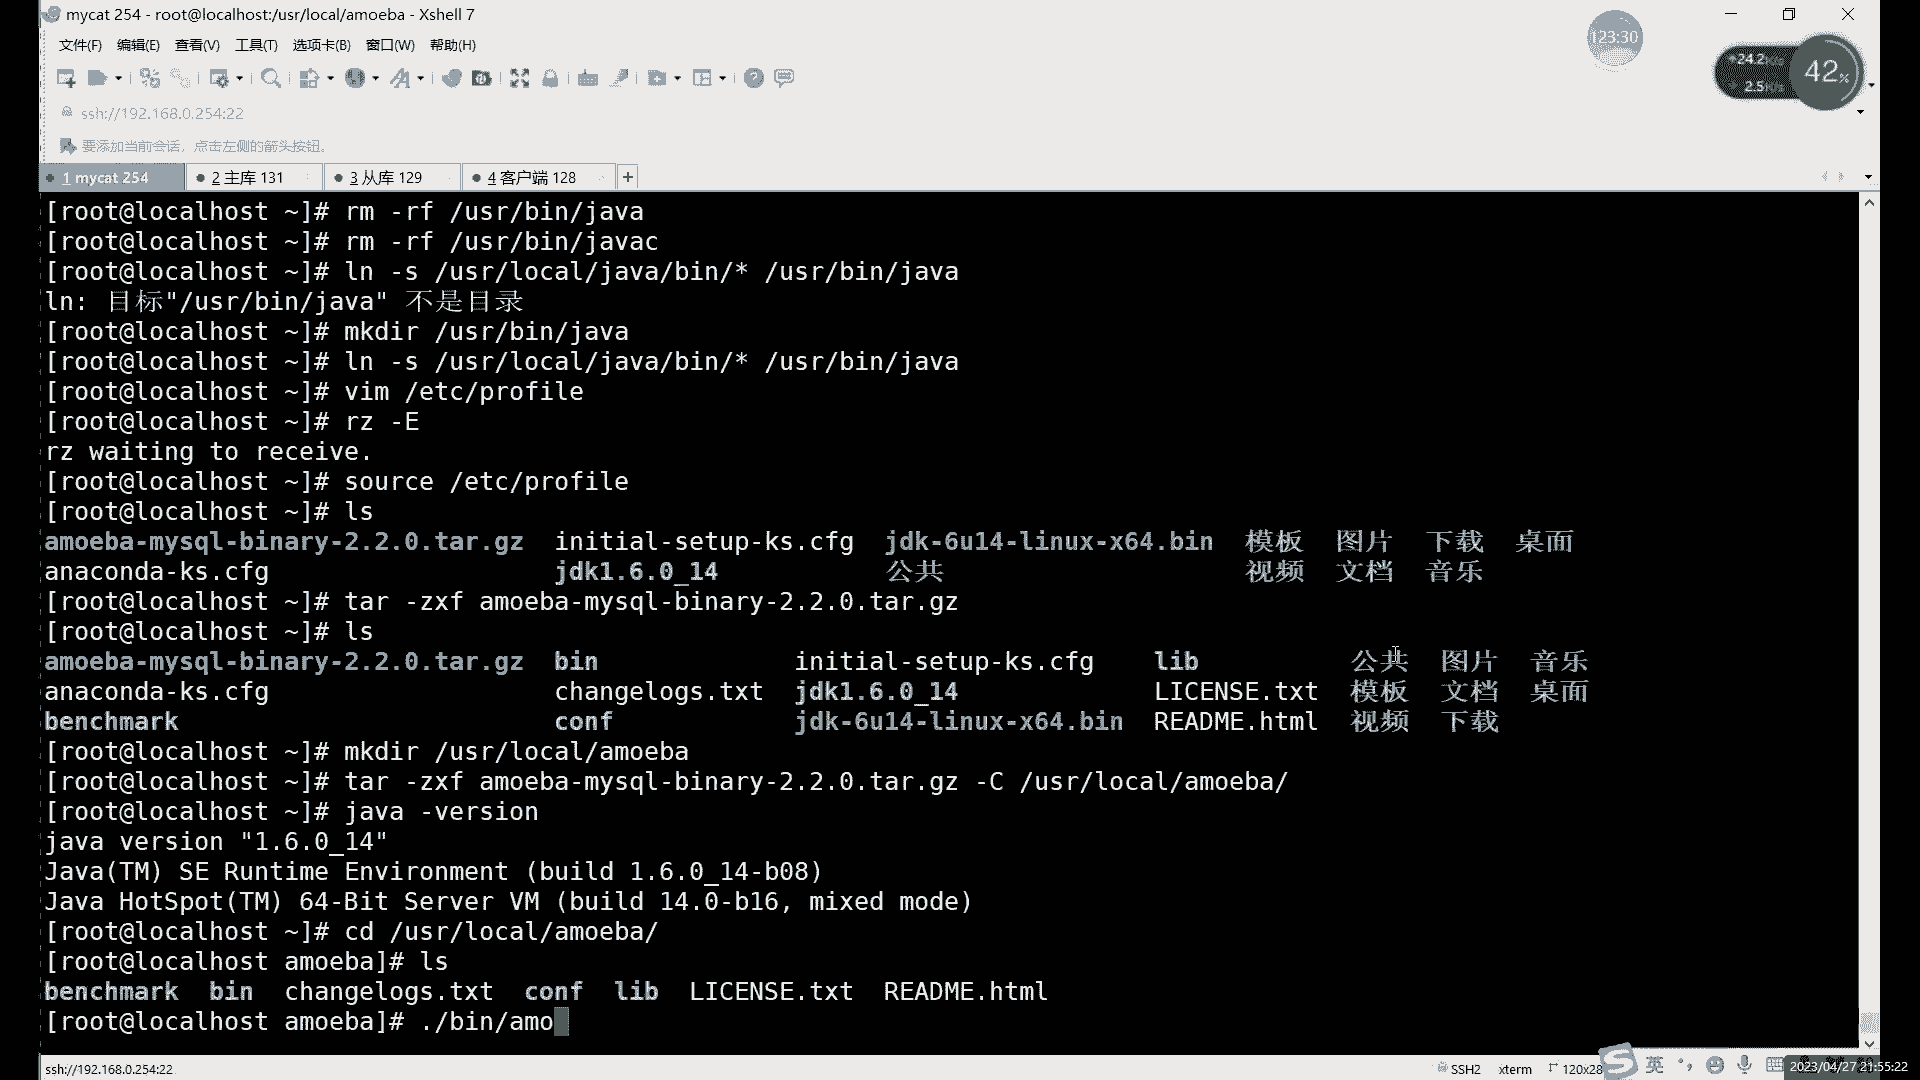 mycat 254 - root@localhost:/usr/local/amoeba - Xshell 7
123:30
文件(F) 编辑(E) 查看(V) 工具(T) 选项卡(B) 窗口(W) 帮助(H)
24.2K/s
2.5K/s
42%
ssh://192.168.0.254:22
要添加当前会话，点击左侧的箭头按钮。
1 mycat 254 2 主库 131 3 从库 129 4 客户端 128 +
[root@localhost ~]# rm -rf /usr/bin/java
[root@localhost ~]# rm -rf /usr/bin/javac
[root@localhost ~]# ln -s /usr/local/java/bin/* /usr/bin/java
ln: 目标"/usr/bin/java" 不是目录
[root@localhost ~]# mkdir /usr/bin/java
[root@localhost ~]# ln -s /usr/local/java/bin/* /usr/bin/java
[root@localhost ~]# vim /etc/profile
[root@localhost ~]# rz -E
rz waiting to receive.
[root@localhost ~]# source /etc/profile
[root@localhost ~]# ls
amoeba-mysql-binary-2.2.0.tar.gz initial-setup-ks.cfg jdk-6u14-linux-x64.bin 模板 图片 下载 桌面
anaconda-ks.cfg jdk1.6.0_14 公共 视频 文档 音乐
[root@localhost ~]# tar -zxf amoeba-mysql-binary-2.2.0.tar.gz
[root@localhost ~]# ls
amoeba-mysql-binary-2.2.0.tar.gz bin initial-setup-ks.cfg lib 公共 图片 音乐
anaconda-ks.cfg changelogs.txt jdk1.6.0_14 LICENSE.txt 模板 文档 桌面
benchmark conf jdk-6u14-linux-x64.bin README.html 视频 下载
[root@localhost ~]# mkdir /usr/local/amoeba
[root@localhost ~]# tar -zxf amoeba-mysql-binary-2.2.0.tar.gz -C /usr/local/amoeba/
[root@localhost ~]# java -version
java version "1.6.0_14"
Java(TM) SE Runtime Environment (build 1.6.0_14-b08)
Java HotSpot(TM) 64-Bit Server VM (build 14.0-b16, mixed mode)
[root@localhost ~]# cd /usr/local/amoeba/
[root@localhost amoeba]# ls
benchmark bin changelogs.txt conf lib LICENSE.txt README.html
[root@localhost amoeba]# ./bin/amo
ssh://192.168.0.254:22 SSH2 xterm 120x28 英 2023/04/27 21:55:22